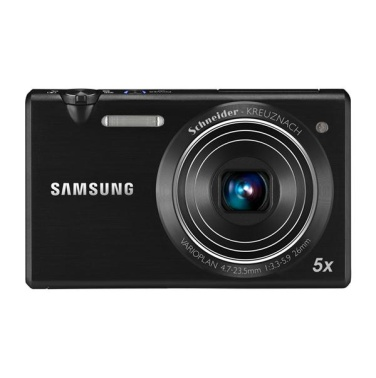 Schneider - KREUZNACH
SAMSUNG
VARIOPLAN 4.7-23.5mm 1:3.3-5.9 26mm
5x